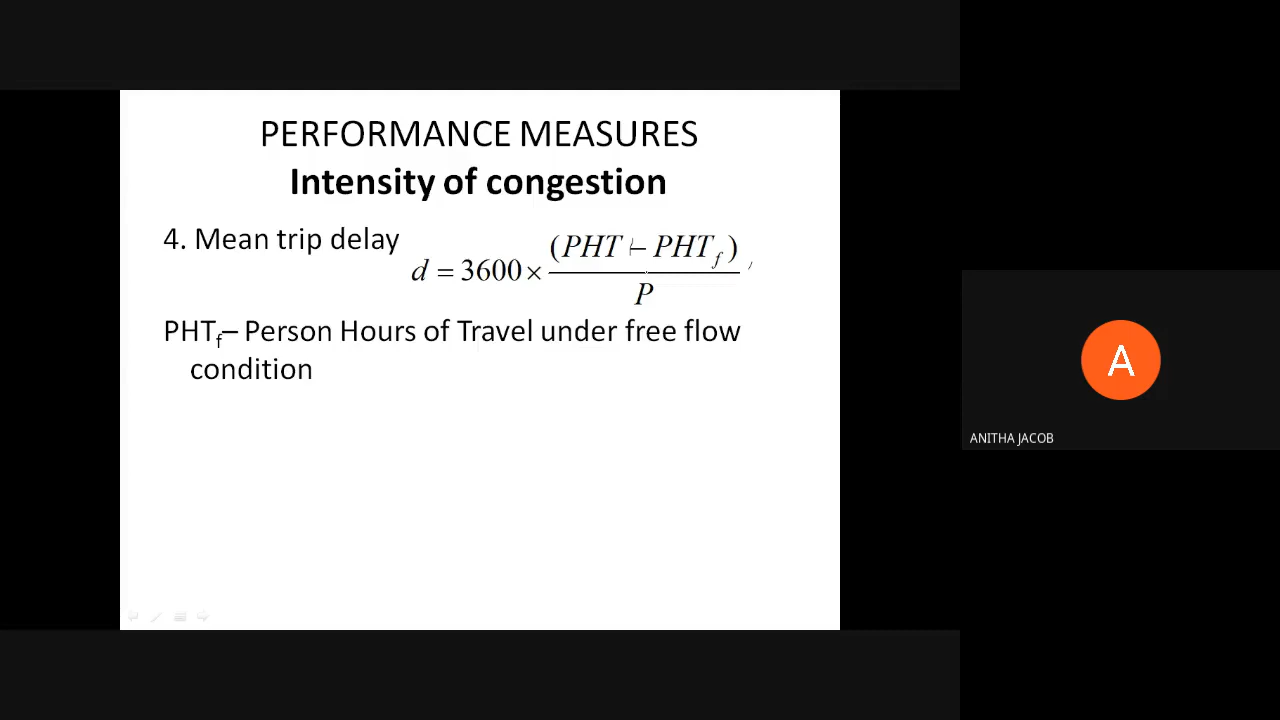 PERFORMANCE MEASURES
Intensity of congestion
4. Mean trip delay
d = 3600 × (PHT – PHT_f) / P
PHT_f – Person Hours of Travel under free flow
condition
A
ANITHA JACOB